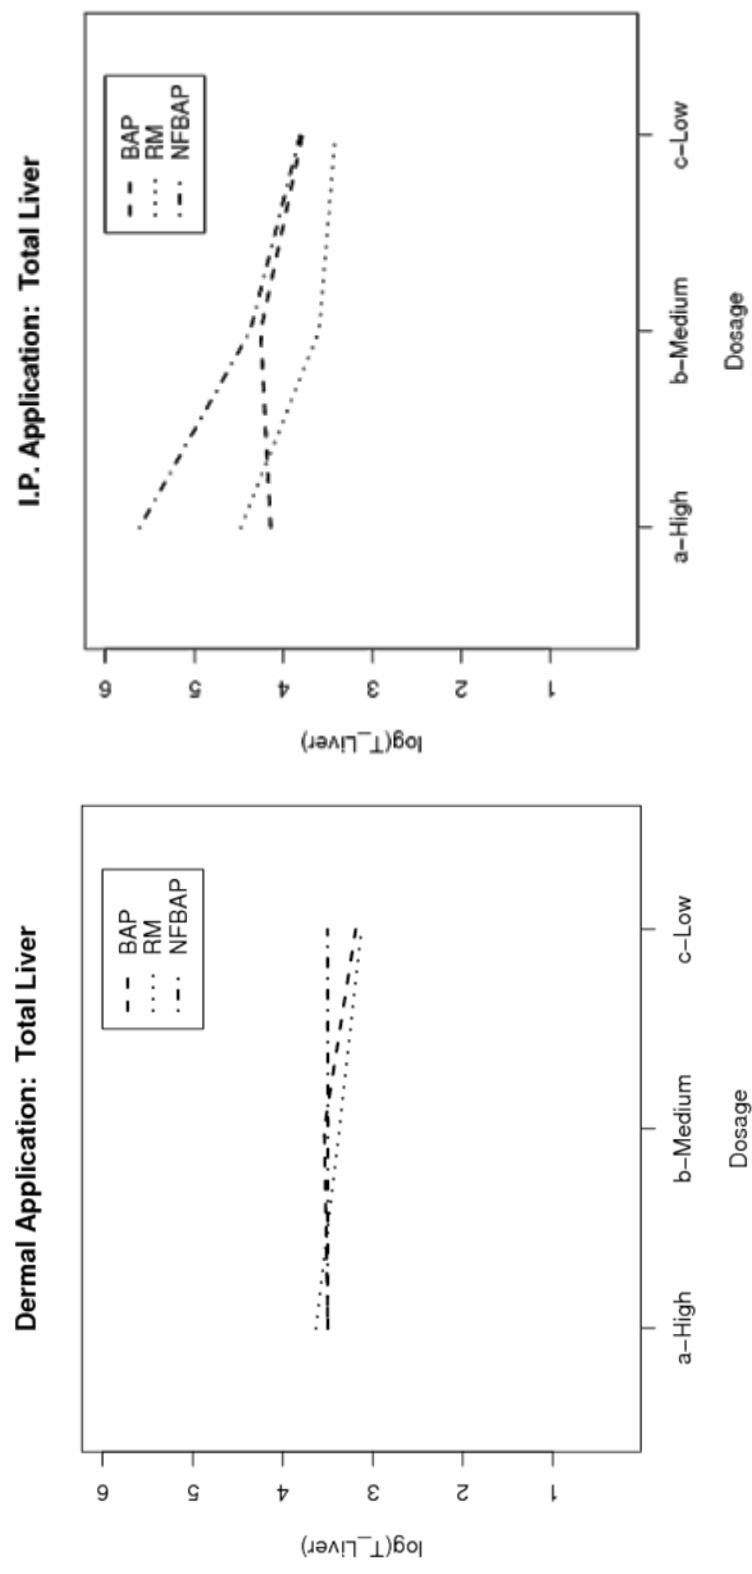 I.P. Application: Total Liver
BAP
RM
NFBAP
6
5
4
3
2
1
log(T_Liver)
a-High
b-Medium
c-Low
Dosage
Dermal Application: Total Liver
BAP
RM
NFBAP
6
5
4
3
2
1
log(T_Liver)
a-High
b-Medium
c-Low
Dosage